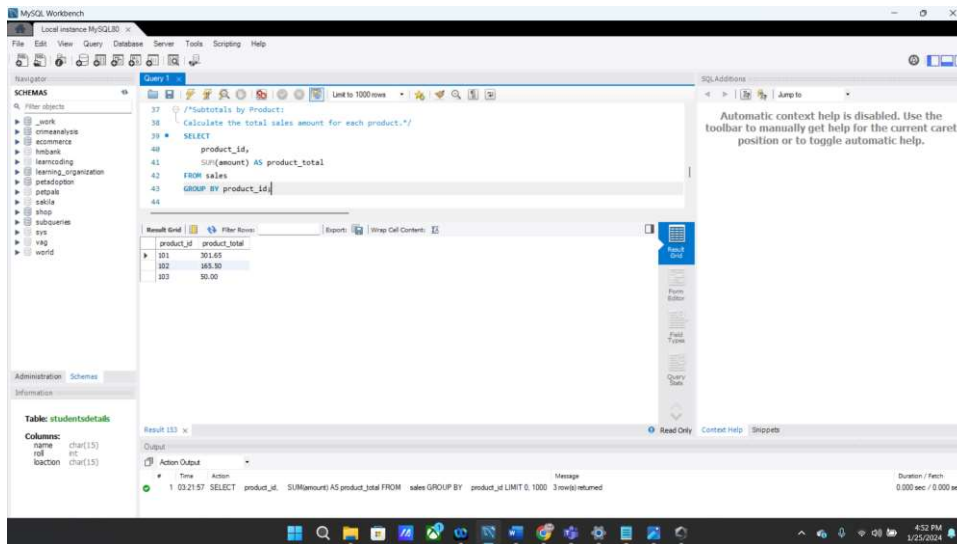 MySQL Workbench
Local instance MySQL80 ×
File Edit View Query Database Server Tools Scripting Help
Navigator
SCHEMAS
Filter objects
_work
crimeanalysis
ecommerce
hmbank
learncoding
learning_organization
petadoption
petpals
sakila
shop
subqueries
sys
vag
world
Administration Schemas
Information
Table: studentsdetails
Columns:
name char(15)
roll int
loaction char(15)
Query 1 ×
Limit to 1000 rows
37 /*Subtotals by Product:
38 Calculate the total sales amount for each product.*/
39 SELECT
40 product_id,
41 SUM(amount) AS product_total
42 FROM sales
43 GROUP BY product_id;
44
Result Grid Filter Rows: Export: Wrap Cell Content:
product_id product_total
101 301.65
102 165.50
103 50.00
Result Grid
Form Editor
Field Types
Query Stats
Result 153 ×
Read Only
Output
Action Output
# Time Action Message Duration / Fetch
1 03:21:57 SELECT product_id, SUM(amount) AS product_total FROM sales GROUP BY product_id LIMIT 0, 1000 3 row(s) returned 0.000 sec / 0.000 se
SQLAdditions
Jump to
Automatic context help is disabled. Use the
toolbar to manually get help for the current caret
position or to toggle automatic help.
Context Help Snippets
4:52 PM
1/25/2024